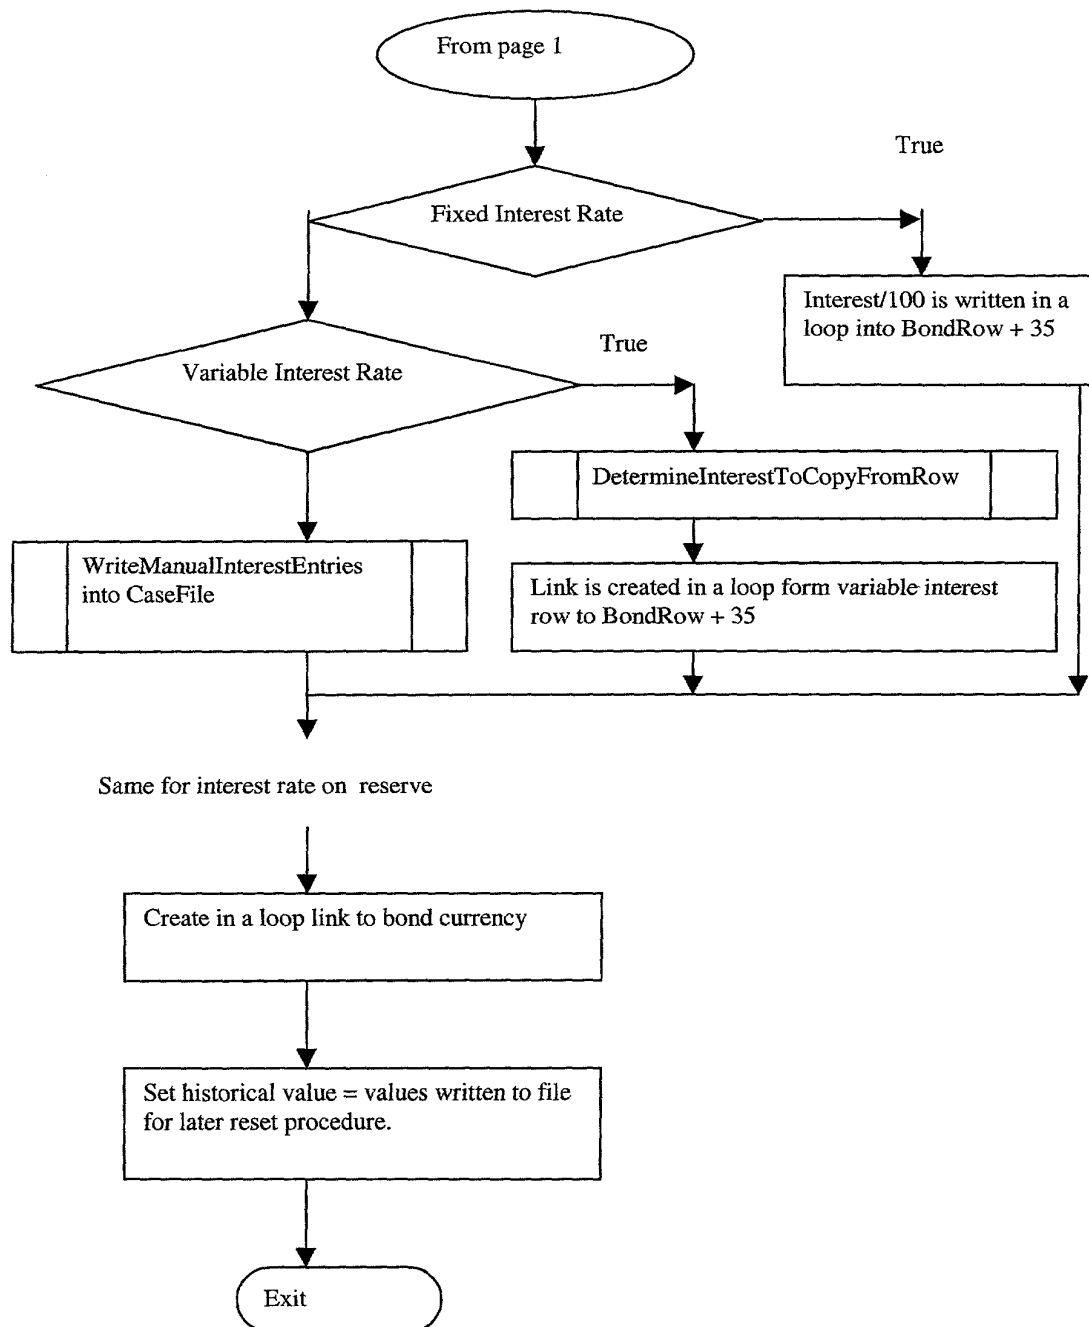 From page 1
True
Fixed Interest Rate
Interest/100 is written in a
loop into BondRow + 35
True
Variable Interest Rate
DetermineInterestToCopyFromRow
WriteManualInterestEntries
into CaseFile
Link is created in a loop form variable interest
row to BondRow + 35
Same for interest rate on reserve
Create in a loop link to bond currency
Set historical value = values written to file
for later reset procedure.
Exit